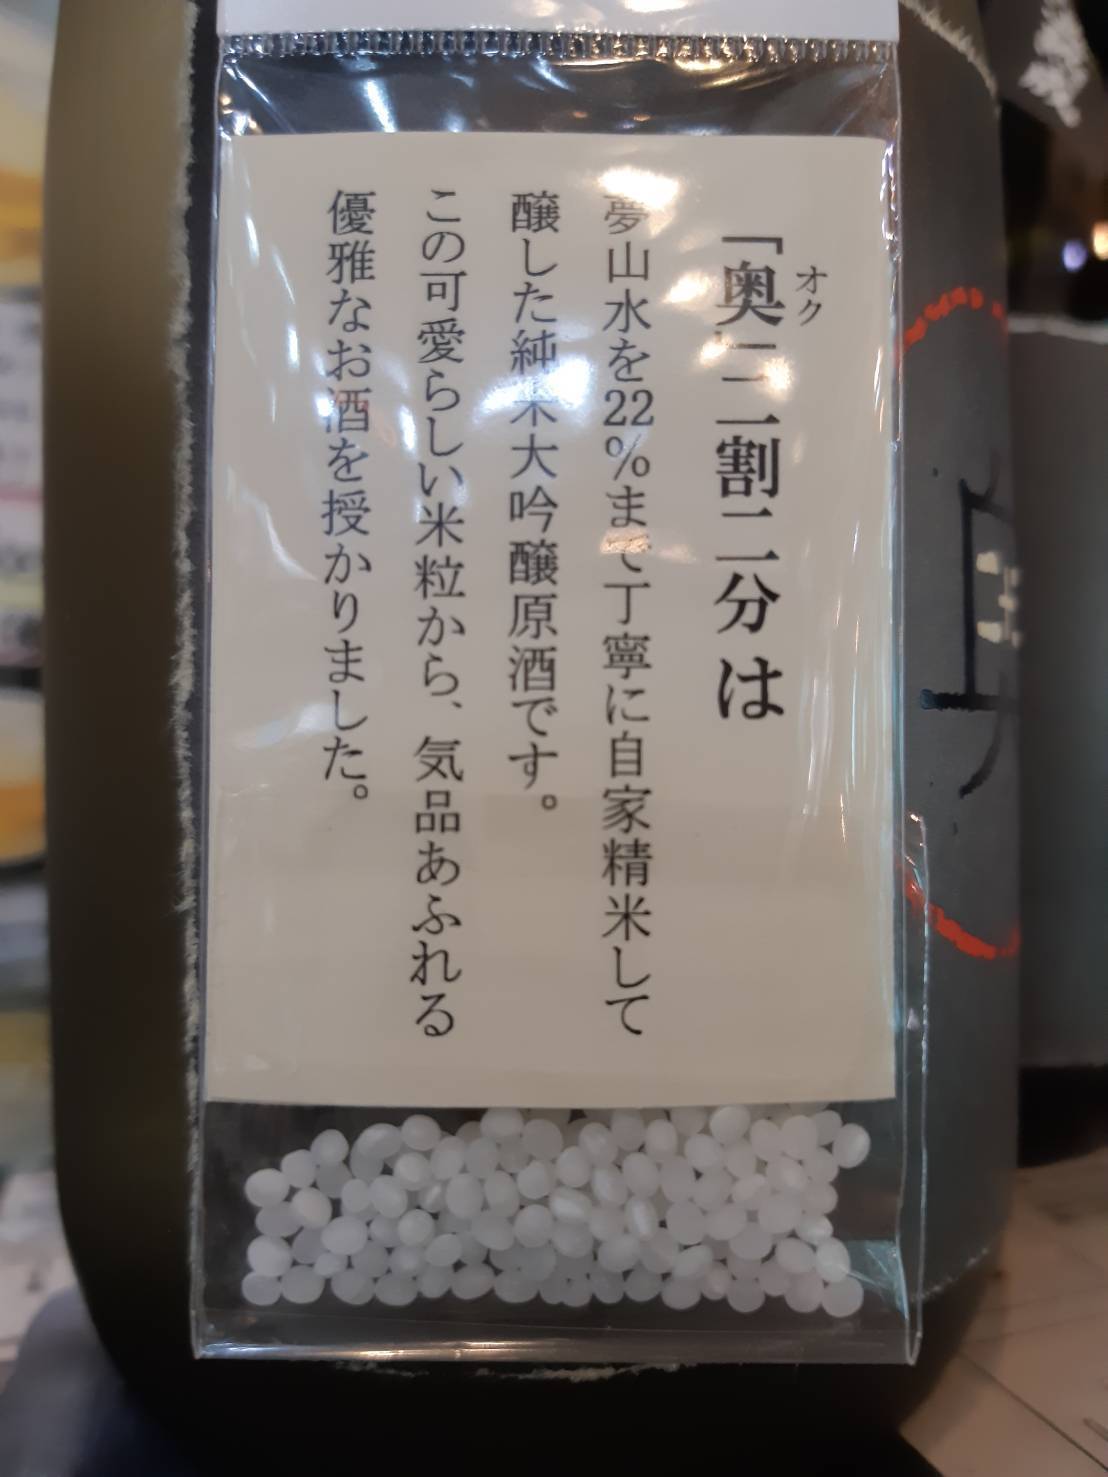 「奥 二割二分 は
オク
夢山水を22%まで丁寧に自家精米して
醸した純米大吟醸原酒です。
この可愛らしい米粒から、気品あふれる
優雅なお酒を授かりました。